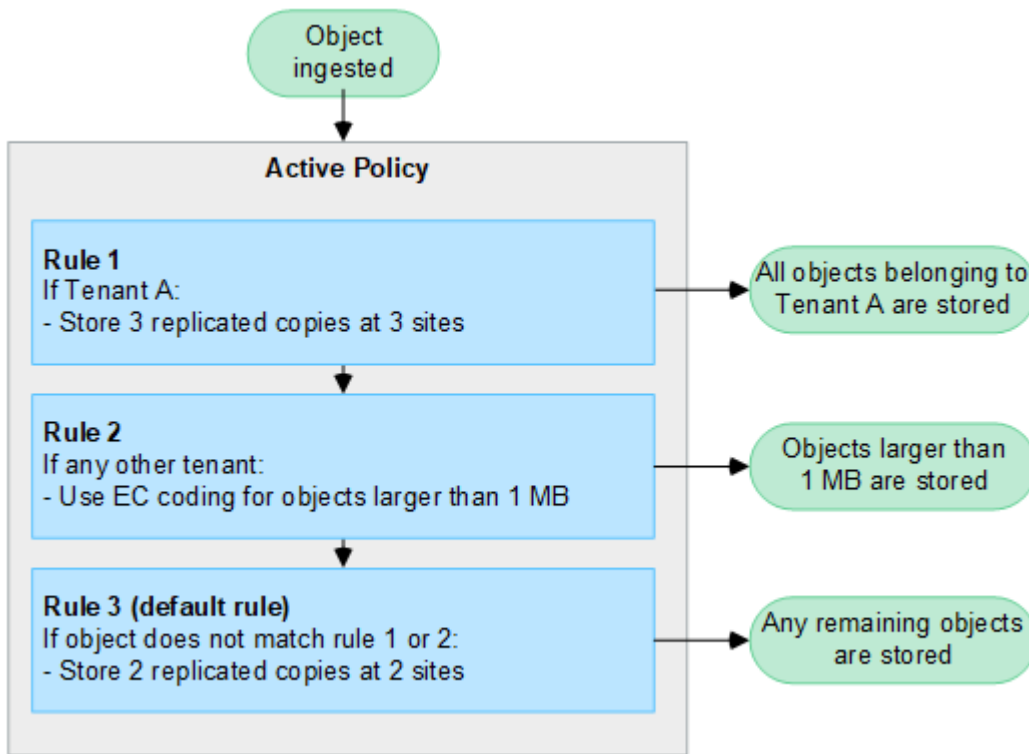 Object
ingested
Active Policy
Rule 1
If Tenant A:
- Store 3 replicated copies at 3 sites
All objects belonging to
Tenant A are stored
Rule 2
If any other tenant:
- Use EC coding for objects larger than 1 MB
Objects larger than
1 MB are stored
Rule 3 (default rule)
If object does not match rule 1 or 2:
- Store 2 replicated copies at 2 sites
Any remaining objects
are stored